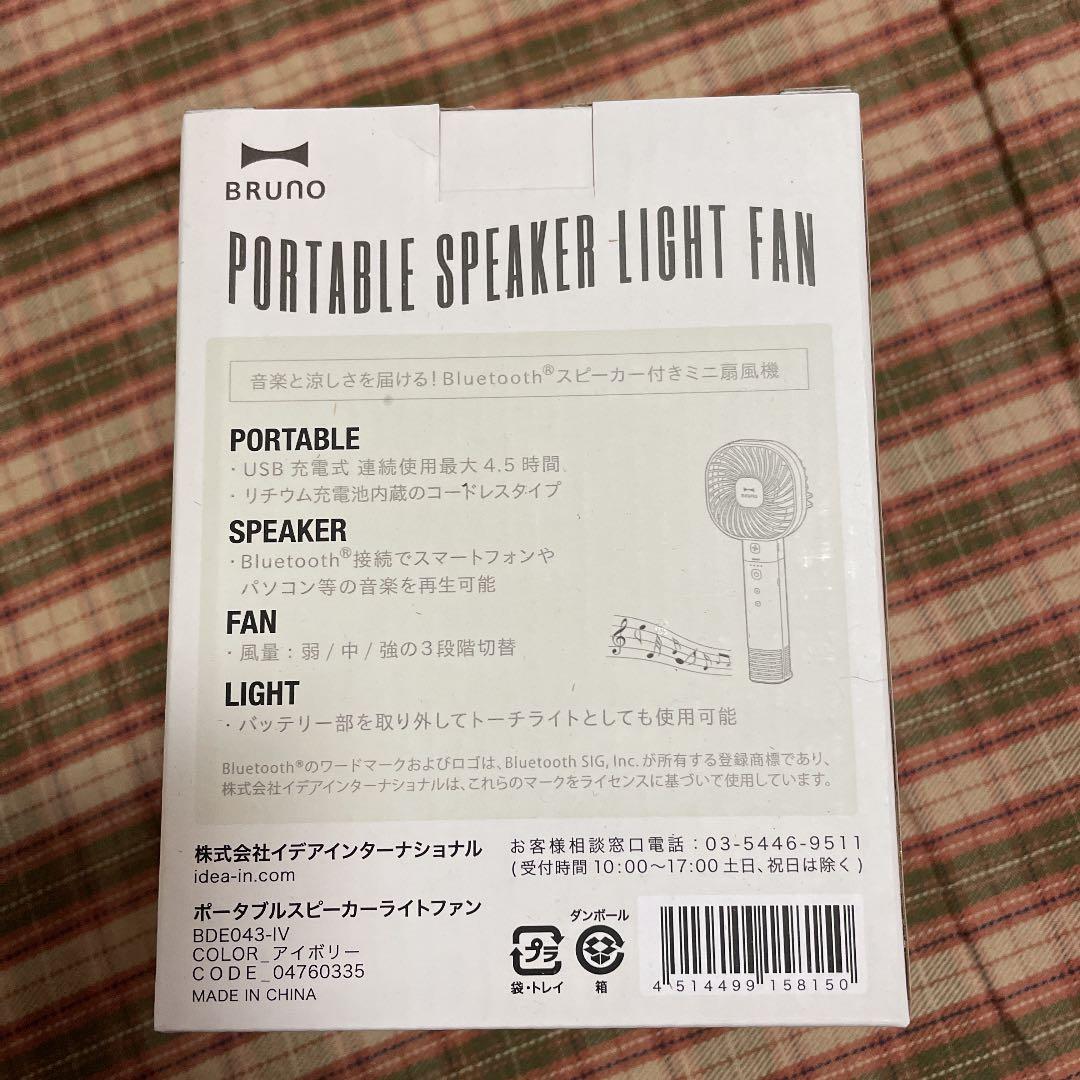 BRUNO
PORTABLE SPEAKER LIGHT FAN
音楽と涼しさを届ける! Bluetooth®スピーカー付きミニ扇風機
PORTABLE
・USB 充電式 連続使用最大 4.5 時間
・リチウム充電池内蔵のコードレスタイプ
SPEAKER
・Bluetooth®接続でスマートフォンや
パソコン等の音楽を再生可能
FAN
・風量：弱 / 中 / 強の3段階切替
LIGHT
・バッテリー部を取り外してトーチライトとしても使用可能
BRUNO
Bluetooth®のワードマークおよびロゴは、Bluetooth SIG, Inc.が所有する登録商標であり、
株式会社イデアインターナショナルは、これらのマークをライセンスに基づいて使用しています。
株式会社イデアインターナショナル
idea-in.com
お客様相談窓口電話：03-5446-9511
(受付時間 10:00～17:00 土日、祝日は除く)
ポータブルスピーカーライトファン
BDE043-IV
COLOR_アイボリー
CODE_04760335
MADE IN CHINA
プラ
袋・トレイ
ダンボール
箱
4 514499 158150